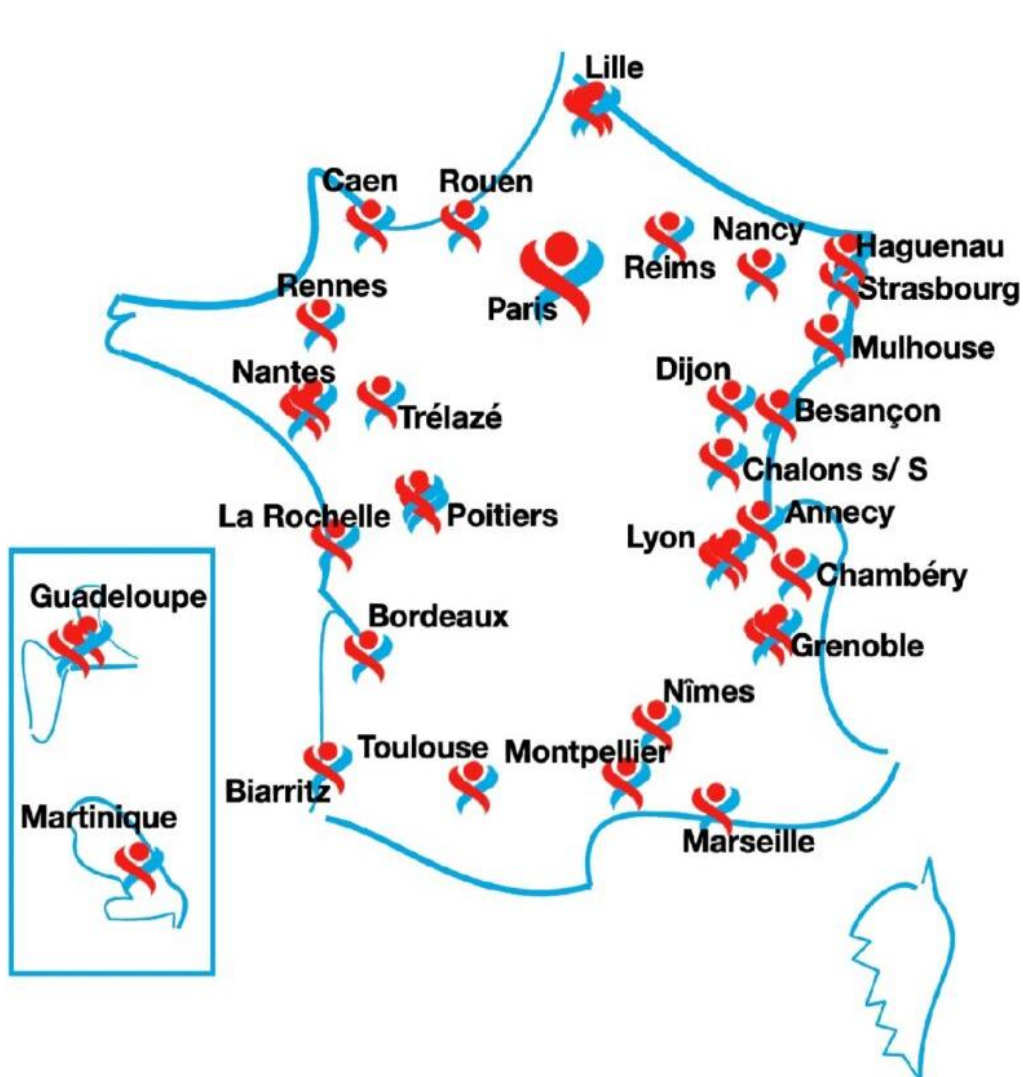 Lille
Caen
Rouen
Nancy
Haguenau
Reims
Strasbourg
Rennes
Paris
Mulhouse
Nantes
Dijon
Besançon
Trélazé
Chalons s/ S
La Rochelle
Poitiers
Annecy
Lyon
Chambéry
Guadeloupe
Bordeaux
Grenoble
Nîmes
Toulouse
Montpellier
Biarritz
Martinique
Marseille